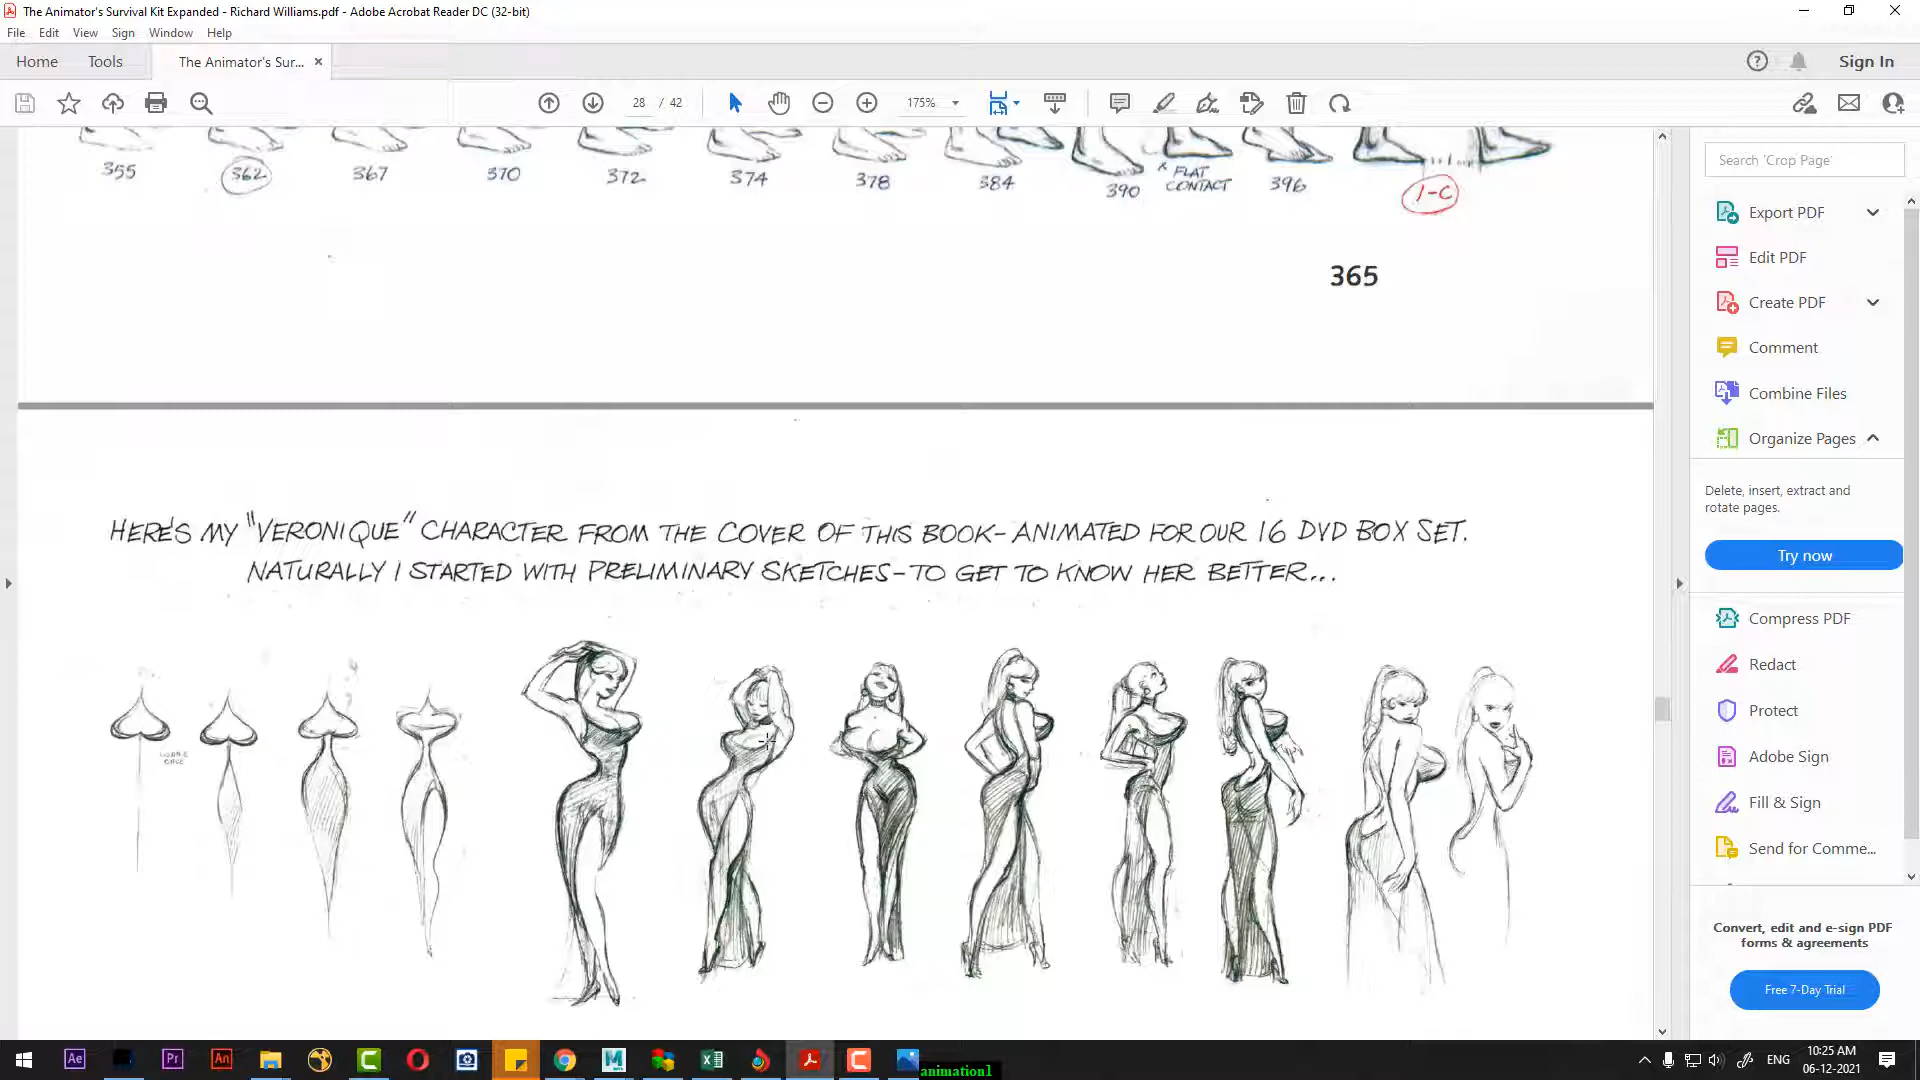 The Animator's Survival Kit Expanded - Richard Williams.pdf - Adobe Acrobat Reader DC (32-bit)
File Edit View Sign Window Help
Home Tools The Animator's Sur... Sign In
28 / 42 175%
355 362 367 370 372 374 378 384 390 FLAT CONTACT 396 1-C
365
HERE'S MY "VERONIQUE" CHARACTER FROM THE COVER OF THIS BOOK- ANIMATED FOR OUR 16 DVD BOX SET.
NATURALLY I STARTED WITH PRELIMINARY SKETCHES-TO GET TO KNOW HER BETTER...
Search 'Crop Page'
Export PDF
Edit PDF
Create PDF
Comment
Combine Files
Organize Pages
Delete, insert, extract and
rotate pages.
Try now
Compress PDF
Redact
Protect
Adobe Sign
Fill & Sign
Send for Comme...
Convert, edit and e-sign PDF
forms & agreements
Free 7-Day Trial
Ae Pr An animation1 ENG 10:25 AM
06-12-2021